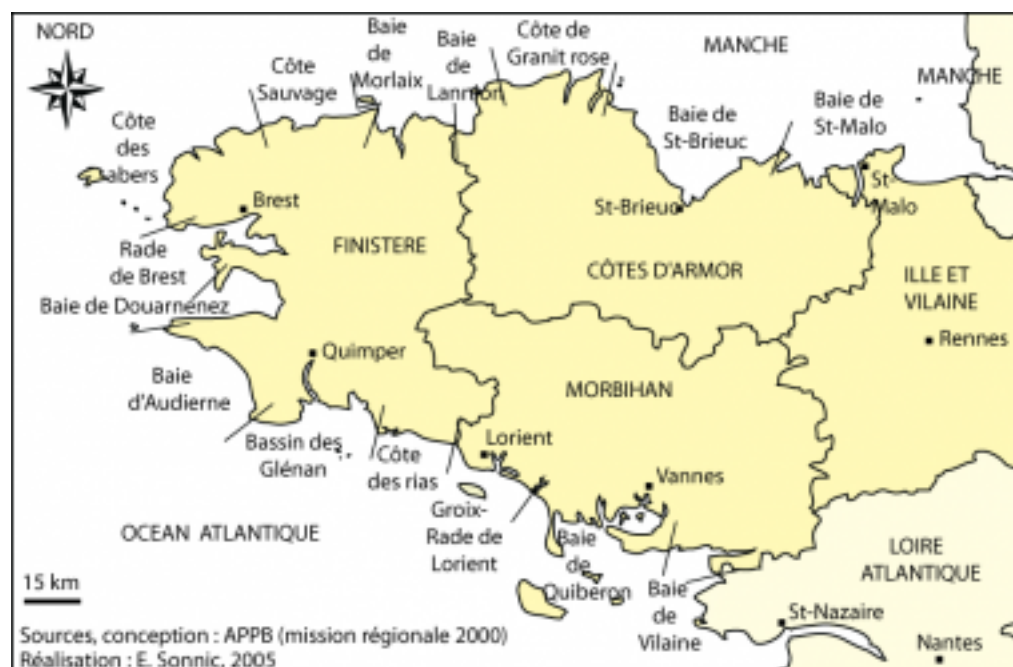 NORD
Baie
de
Morlaix
Baie
de
Lannion
Côte de
Granit rose
MANCHE
MANCHE
Côte
Sauvage
Côte
des
abers
Baie de
St-Brieuc
Baie de
St-Malo
St-
Malo
Brest
St-Brieuc
Rade
de Brest
FINISTERE
CÔTES D'ARMOR
ILLE ET
VILAINE
Baie de Douarnenez
Rennes
Quimper
Baie
d'Audierne
MORBIHAN
Bassin des
Glénan
Côte
des rias
Lorient
Vannes
Groix-
Rade de
Lorient
OCEAN ATLANTIQUE
Baie
de
Quiberon
Baie
de
Vilaine
LOIRE
ATLANTIQUE
15 km
St-Nazaire
Nantes
Sources, conception : APPB (mission régionale 2000)
Réalisation : E. Sonnic, 2005